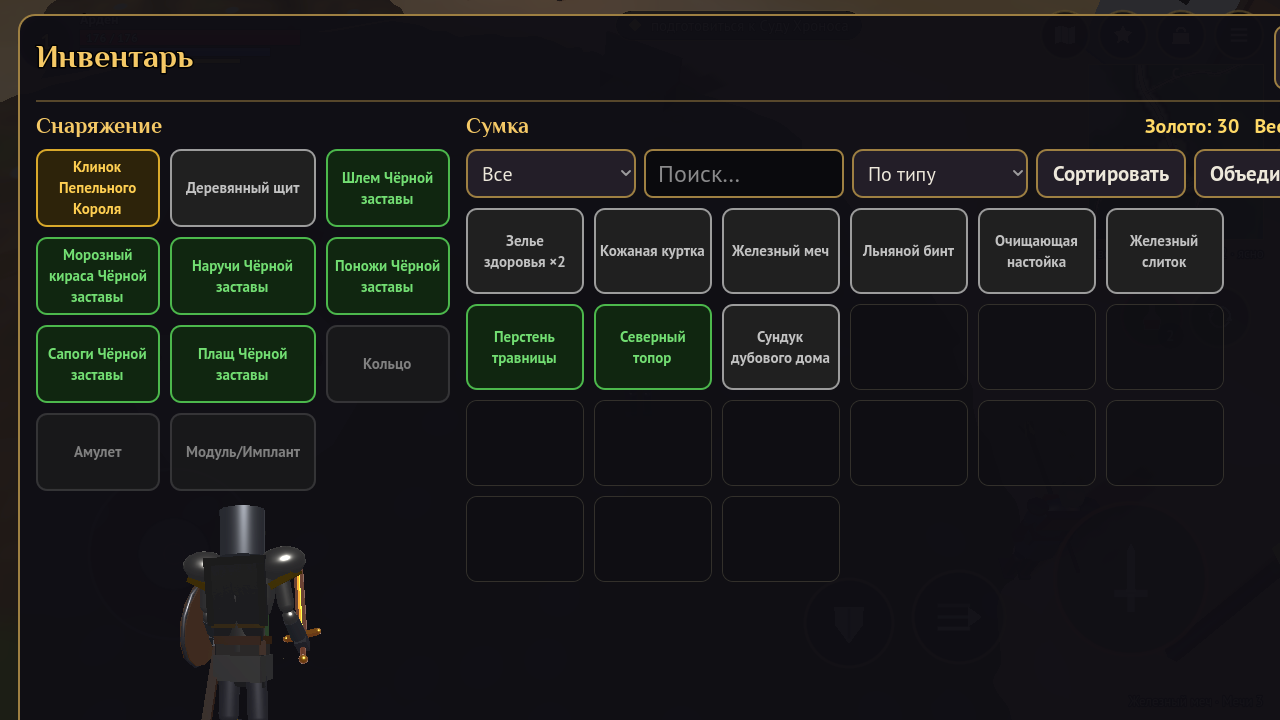 Инвентарь
Снаряжение
Клинок
Пепельного
Короля
Деревянный щит
Шлем Чёрной
заставы
Морозный
кираса Чёрной
заставы
Наручи Чёрной
заставы
Поножи Чёрной
заставы
Сапоги Чёрной
заставы
Плащ Чёрной
заставы
Кольцо
Амулет
Модуль/Имплант
Сумка
Золото: 30
Все
Поиск...
По типу
Сортировать
Зелье
здоровья ×2
Кожаная куртка
Железный меч
Льняной бинт
Очищающая
настойка
Железный
слиток
Перстень
травницы
Северный
топор
Сундук
дубового дома